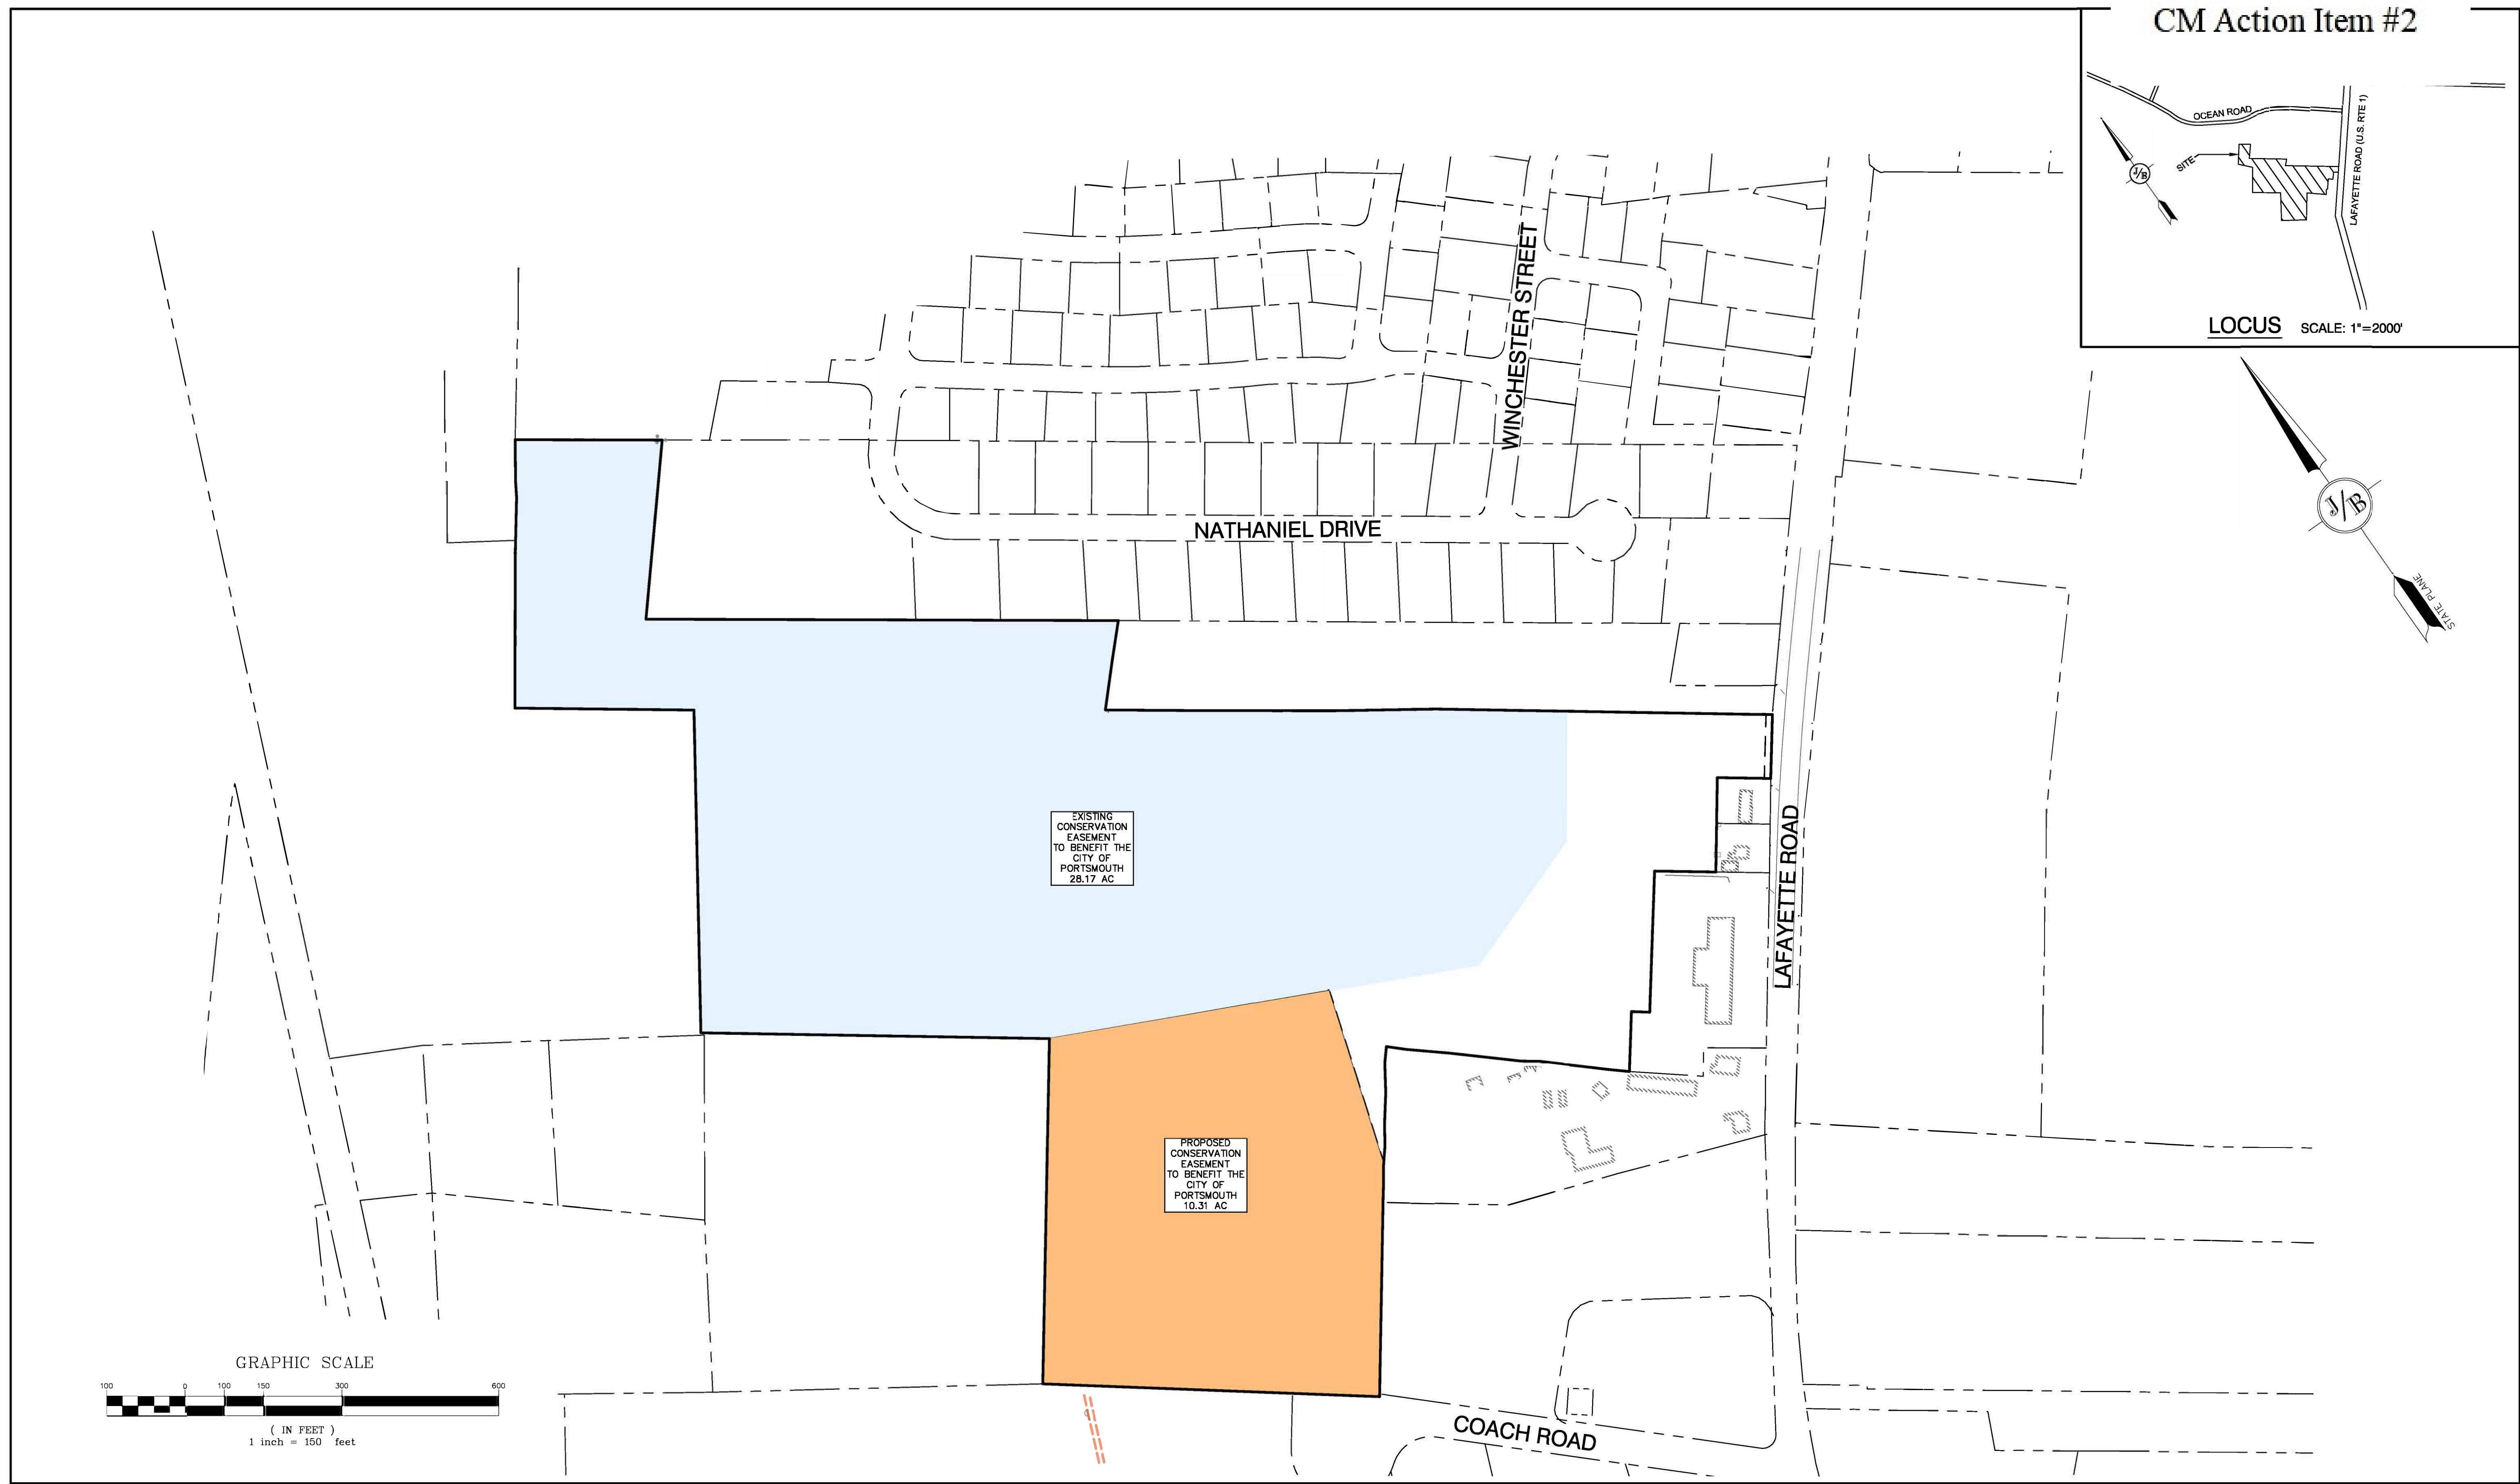 CM Action Item #2
OCEAN ROAD
LAFAYETTE ROAD (U.S. RTE 1)
SITE
J/B
LOCUS SCALE: 1"=2000'
WINCHESTER STREET
NATHANIEL DRIVE
J/B
STATE PLANE
LAFAYETTE ROAD
EXISTING
CONSERVATION
EASEMENT
TO BENEFIT THE
CITY OF
PORTSMOUTH
28.17 AC
PROPOSED
CONSERVATION
EASEMENT
TO BENEFIT THE
CITY OF
PORTSMOUTH
10.31 AC
GRAPHIC SCALE
100 0 100 150 300 600
( IN FEET )
1 inch = 150 feet
COACH ROAD